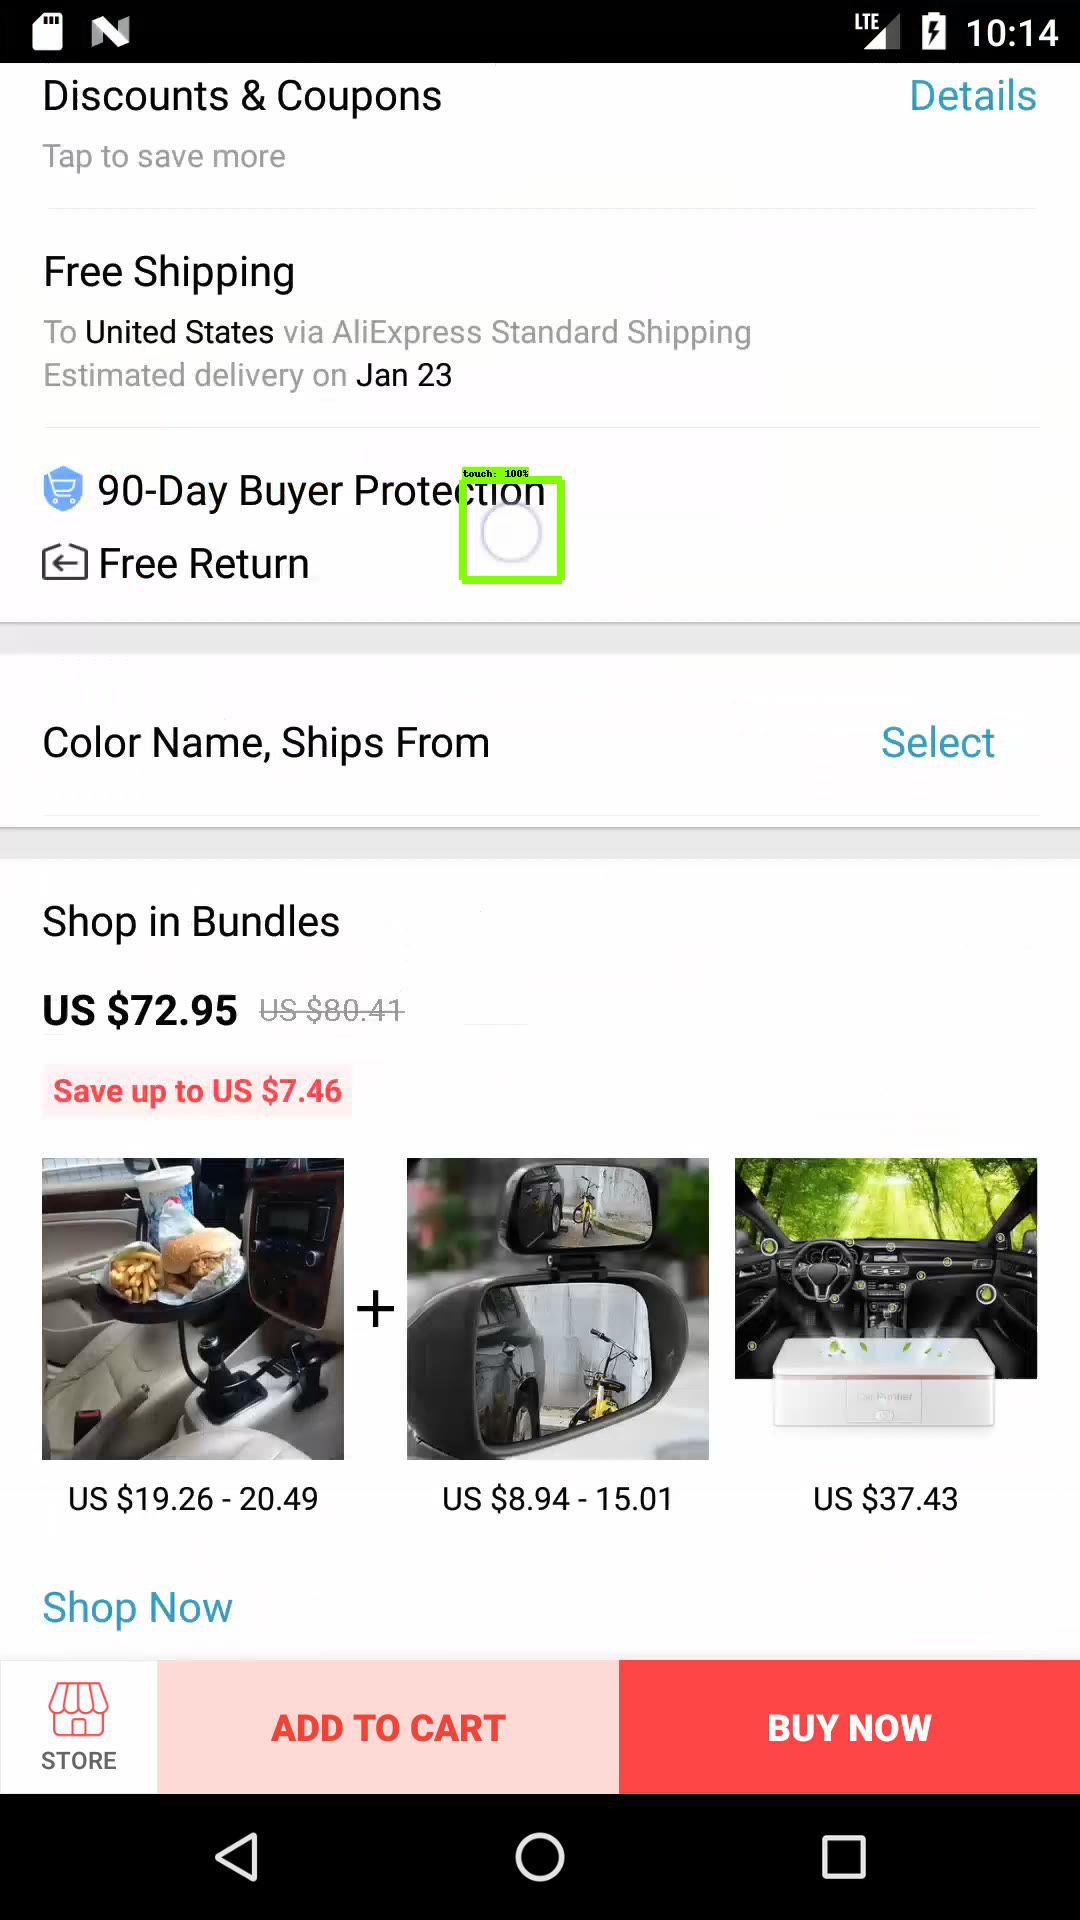 LTE 10:14
Discounts & Coupons Details
Tap to save more
Free Shipping
To United States via AliExpress Standard Shipping
Estimated delivery on Jan 23
touch: 100%
90-Day Buyer Protection
Free Return
Color Name, Ships From Select
Shop in Bundles
US $72.95 US $80.41
Save up to US $7.46
+
Car Purifier
US $19.26 - 20.49 US $8.94 - 15.01 US $37.43
Shop Now
STORE ADD TO CART BUY NOW